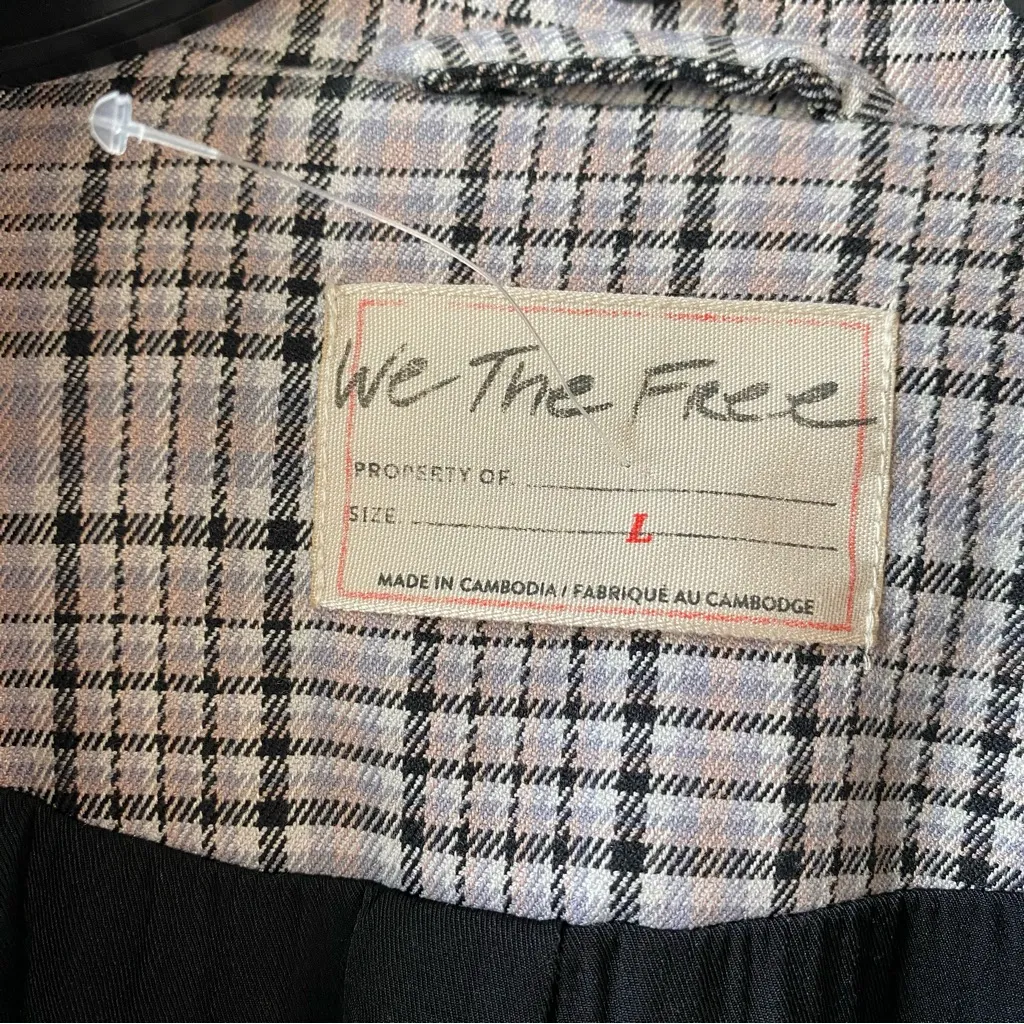 We The Free
PROPERTY OF.
SIZE. L
MADE IN CAMBODIA / FABRIQUÉ AU CAMBODGE